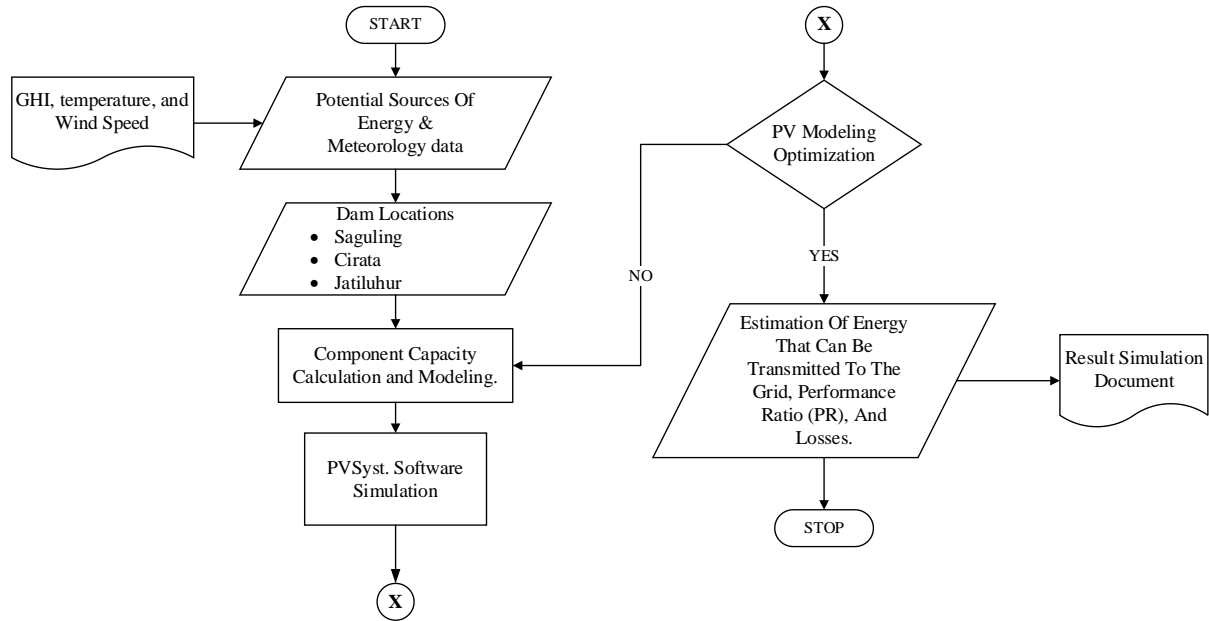 START
GHI, temperature, and
Wind Speed
Potential Sources Of
Energy &
Meteorology data
Dam Locations
• Saguling
• Cirata
• Jatiluhur
Component Capacity
Calculation and Modeling.
PVSyst. Software
Simulation
X
X
PV Modeling
Optimization
NO
YES
Estimation Of Energy
That Can Be
Transmitted To The
Grid, Performance
Ratio (PR), And
Losses.
Result Simulation
Document
STOP